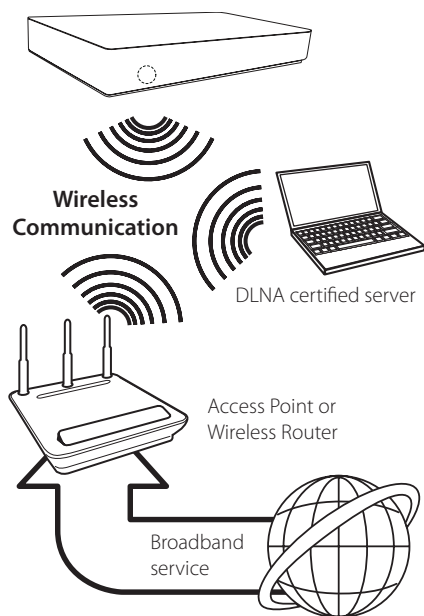 Wireless
Communication
DLNA certified server
Access Point or
Wireless Router
Broadband
service